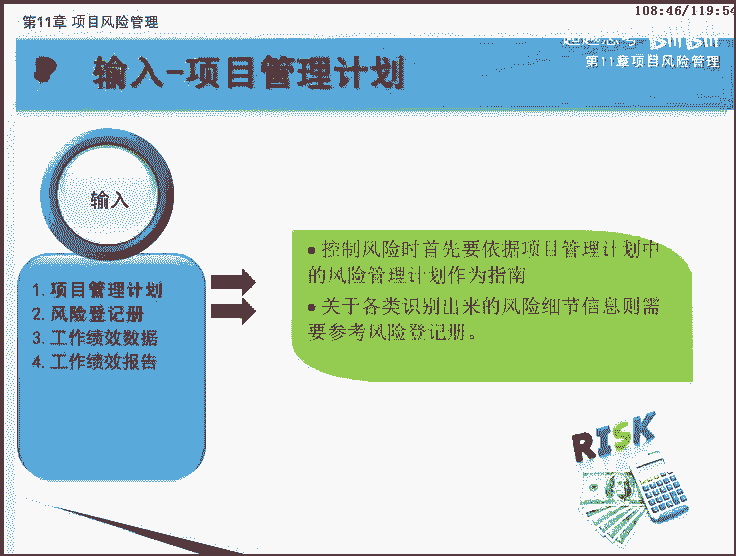 108:46/119:54
第11章 项目风险管理
第11章项目风险管理
输入-项目管理计划
输入
1. 项目管理计划
2. 风险登记册
3. 工作绩效数据
4. 工作绩效报告
● 控制风险时首先要依据项目管理计划中
的风险管理计划作为指南
● 关于各类识别出来的风险细节信息则需
要参考风险登记册。
RISK